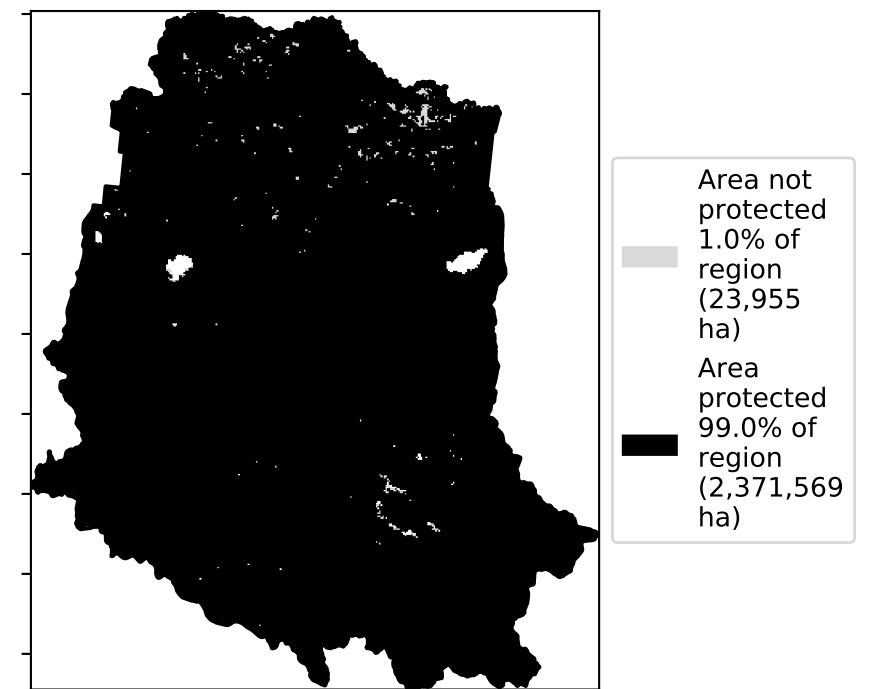 Area not
protected
1.0% of
region
(23,955
ha)
Area
protected
99.0% of
region
(2,371,569
ha)